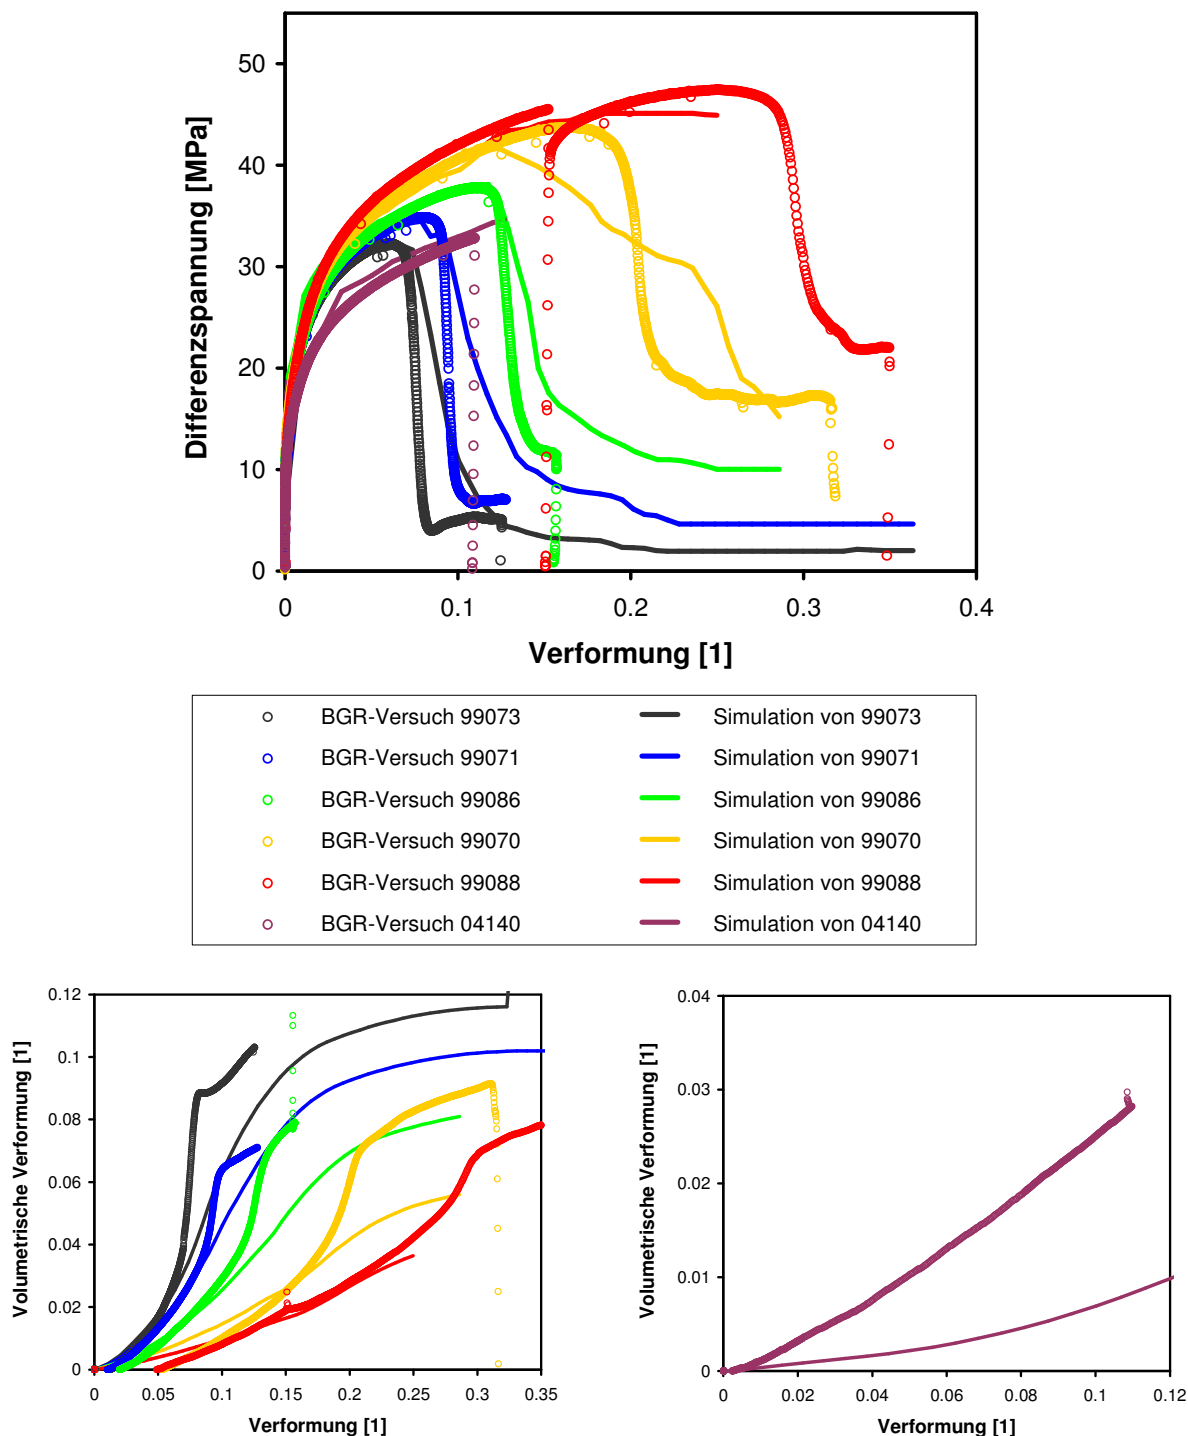 Differenzspannung [MPa]
50
40
30
20
10
0
0 0.1 0.2 0.3 0.4
Verformung [1]
BGR-Versuch 99073 Simulation von 99073
BGR-Versuch 99071 Simulation von 99071
BGR-Versuch 99086 Simulation von 99086
BGR-Versuch 99070 Simulation von 99070
BGR-Versuch 99088 Simulation von 99088
BGR-Versuch 04140 Simulation von 04140
Volumetrische Verformung [1]
0.12
0.1
0.08
0.06
0.04
0.02
0
0 0.05 0.1 0.15 0.2 0.25 0.3 0.35
Verformung [1]
Volumetrische Verformung [1]
0.04
0.03
0.02
0.01
0
0 0.02 0.04 0.06 0.08 0.1 0.12
Verformung [1]